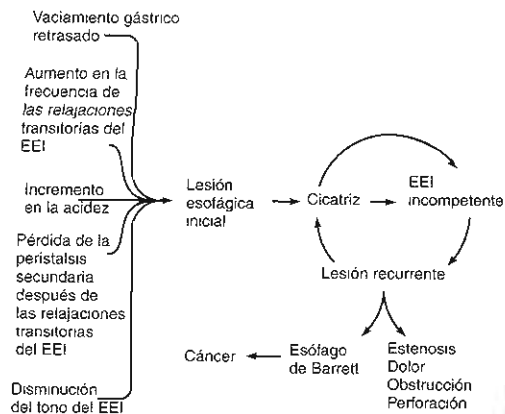 Vaciamiento gástrico
retrasado
Aumento en la
frecuencia de
las relajaciones
transitorias del
EEI
Incremento
en la acidez
Pérdida de la
peristalsis
secundaria
después de
las relajaciones
transitorias
del EEI
Disminución
del tono del EEI
Lesión
esofágica
inicial
Cicatriz
EEI
incompetente
Lesión recurrente
Cáncer
Esófago
de Barrett
Estenosis
Dolor
Obstrucción
Perforación